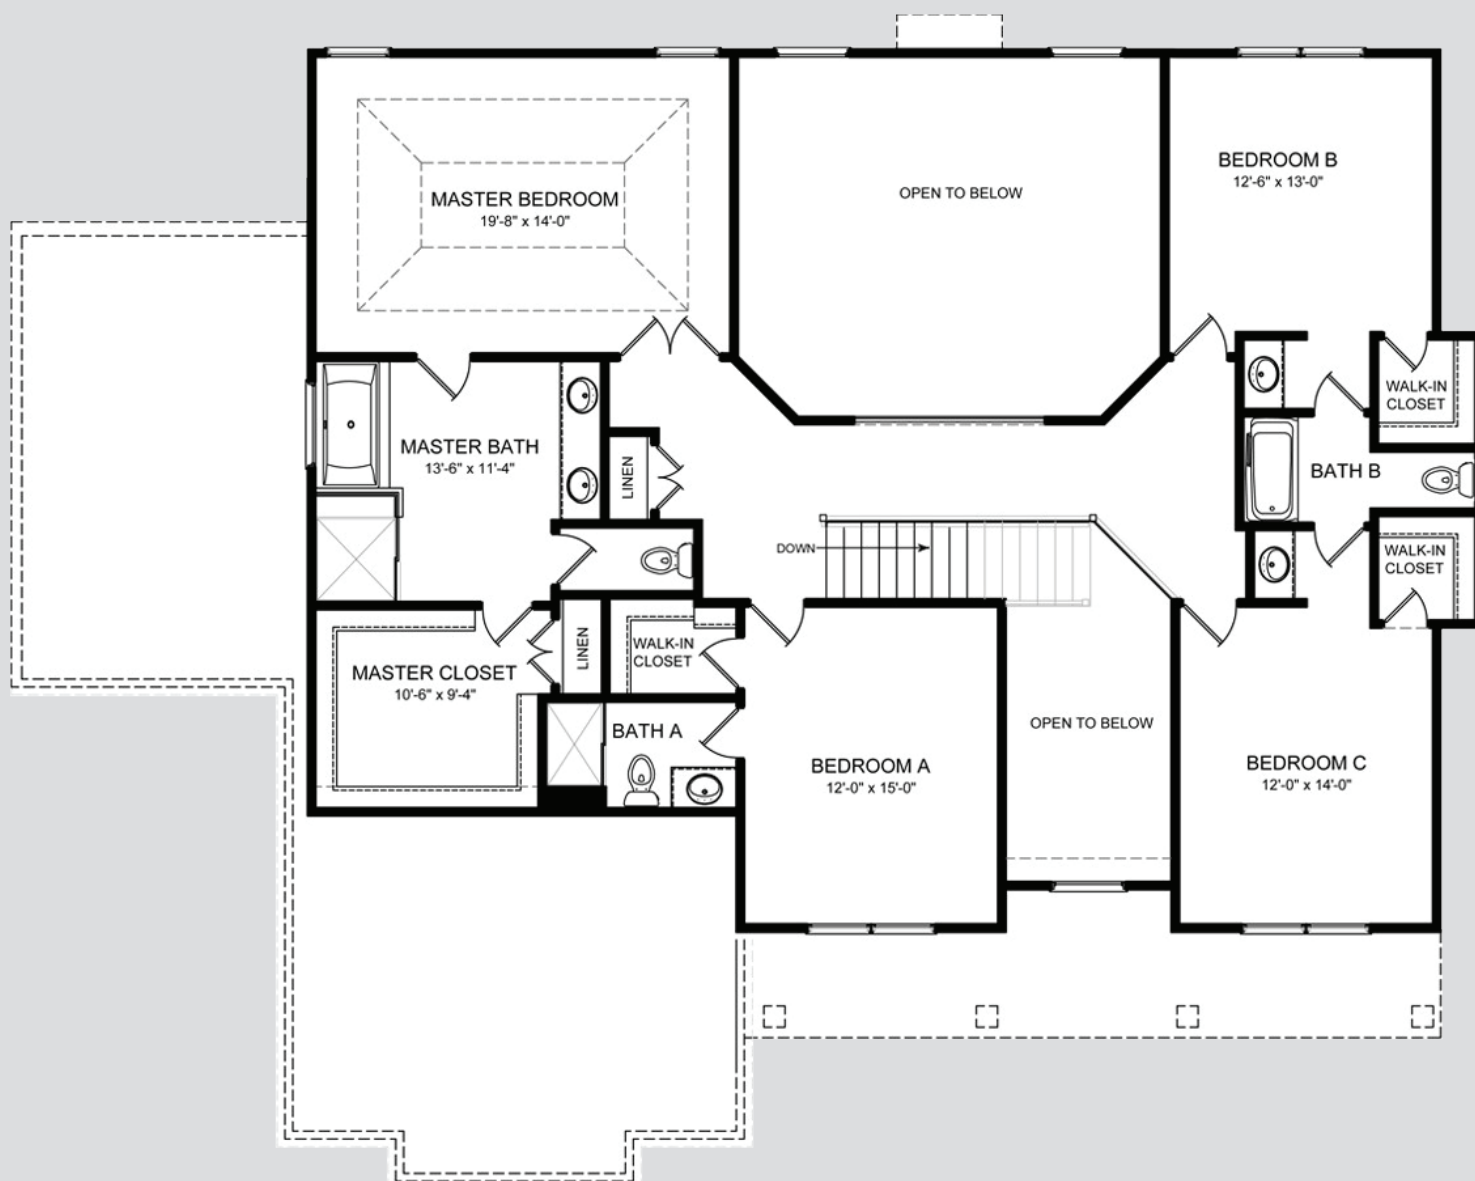 MASTER BEDROOM
19'-8" x 14'-0"
OPEN TO BELOW
BEDROOM B
12'-6" x 13'-0"
WALK-IN
CLOSET
MASTER BATH
13'-6" x 11'-4"
LINEN
BATH B
DOWN
WALK-IN
CLOSET
LINEN
WALK-IN
CLOSET
MASTER CLOSET
10'-6" x 9'-4"
BATH A
OPEN TO BELOW
BEDROOM A
12'-0" x 15'-0"
BEDROOM C
12'-0" x 14'-0"